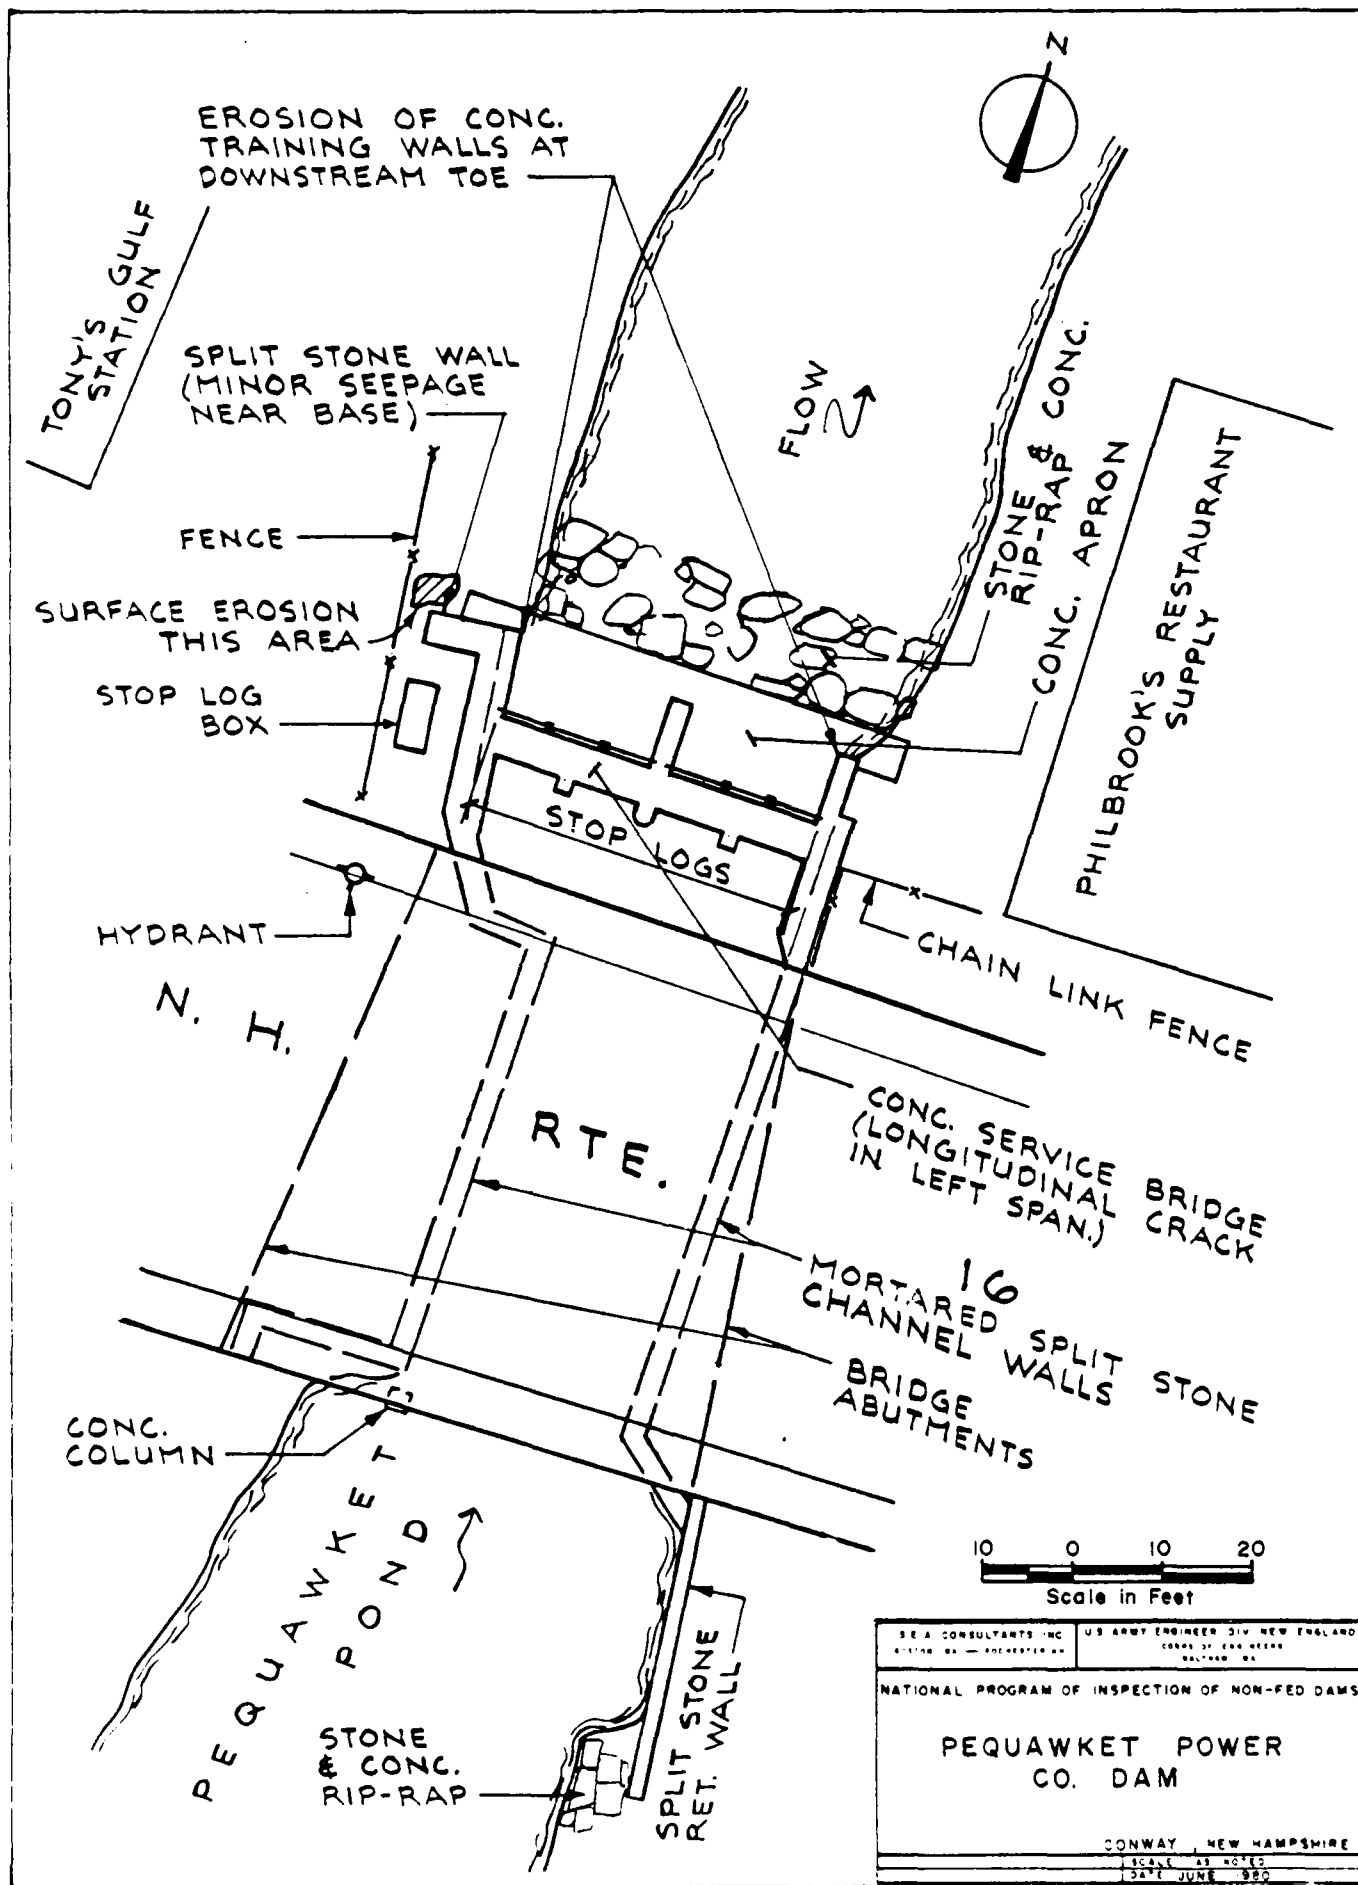 N
EROSION OF CONC.
TRAINING WALLS AT
DOWNSTREAM TOE
TONY'S GULF
STATION
SPLIT STONE WALL
(MINOR SEEPAGE
NEAR BASE)
FLOW
STONE &
RIP-RAP CONC.
CONC. APRON
PHILBROOK'S RESTAURANT
SUPPLY
FENCE
SURFACE EROSION
THIS AREA
STOP LOG
BOX
STOP LOGS
HYDRANT
CHAIN LINK FENCE
N. H.
RTE.
16
CONC. SERVICE BRIDGE
(LONGITUDINAL CRACK
IN LEFT SPAN.)
MORTARED SPLIT STONE
CHANNEL WALLS
BRIDGE
ABUTMENTS
CONC.
COLUMN
PEQUAWKET
POND
STONE
& CONC.
RIP-RAP
SPLIT STONE
RET. WALL
10 0 10 20
Scale in Feet
S E A CONSULTANTS INC
U.S ARMY ENGINEER DIV NEW ENGLAND
CORPS OF ENGINEERS
WALTHAM MA
NATIONAL PROGRAM OF INSPECTION OF NON-FED DAMS
PEQUAWKET POWER
CO. DAM
CONWAY, NEW HAMPSHIRE
SCALE AS NOTED
DATE JUNE 1980